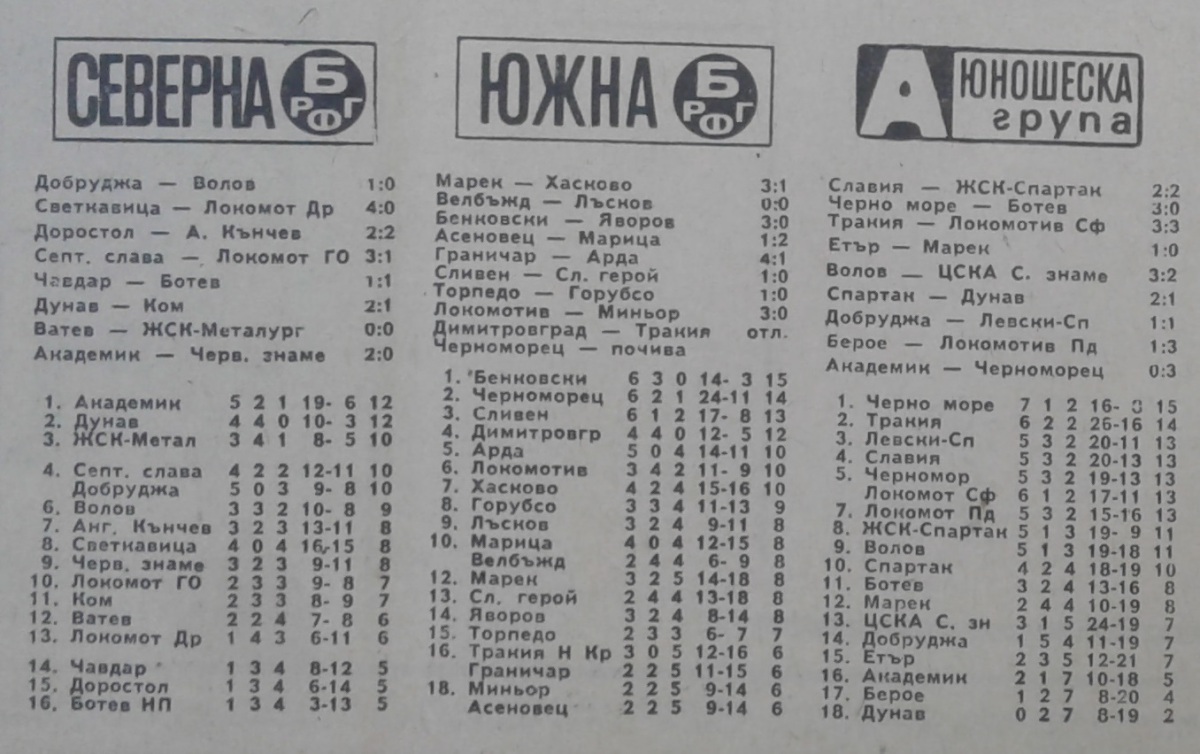 СЕВЕРНА Б РФГ
Добруджа — Волов 1:0
Светкавица — Локомот Др 4:0
Доростол — А. Кънчев 2:2
Септ. слава — Локомот ГО 3:1
Чавдар — Ботев 1:1
Дунав — Ком 2:1
Ватев — ЖСК-Металург 0:0
Академик — Черв. знаме 2:0
1. Академик 5 2 1 19- 6 12
2. Дунав 4 4 0 10- 3 12
3. ЖСК-Метал 3 4 1 8- 5 10
4. Септ. слава 4 2 2 12-11 10
Добруджа 5 0 3 9- 8 10
6. Волов 3 3 2 10- 8 9
7. Анг. Кънчев 3 2 3 13-11 8
8. Светкавица 4 0 4 16-15 8
9. Черв. знаме 3 2 3 9-11 8
10. Локомот ГО 2 3 3 9- 8 7
11. Ком 2 3 3 8- 9 7
12. Ватев 2 2 4 7- 8 6
13. Локомот Др 1 4 3 6-11 6
14. Чавдар 1 3 4 8-12 5
15. Доростол 1 3 4 6-14 5
16. Ботев НП 1 3 4 3-13 5
ЮЖНА Б РФГ
Марек — Хасково 3:1
Велбъжд — Лъснов 0:0
Бенковски — Яворов 3:0
Асеновец — Марица 1:2
Граничар — Арда 4:1
Сливен — Сл. герой 1:0
Торпедо — Горубсо 1:0
Локомотив — Миньор 3:0
Димитровград — Тракия отл.
Черноморец — почива
1. Бенковски 6 3 0 14- 3 15
2. Черноморец 6 2 1 24-11 14
3. Сливен 6 1 2 17- 8 13
4. Димитровгр 4 4 0 12- 5 12
5. Арда 5 0 4 14-11 10
6. Локомотив 3 4 2 11- 9 10
7. Хасково 4 2 4 15-16 10
8. Горубсо 3 3 4 11-13 9
9. Лъсков 3 2 4 9-11 8
10. Марица 4 0 4 12-15 8
Велбъжд 2 4 4 6- 9 8
12. Марек 3 2 5 14-18 8
13. Сл. герой 2 4 4 13-18 8
14. Яворов 3 2 4 8-14 8
15. Торпедо 2 3 3 6- 7 7
16. Тракия Н Кр 3 0 5 12-16 6
Граничар 2 2 5 11-15 6
18. Миньор 2 2 5 9-14 6
Асеновец 2 2 5 9-14 6
А ЮНОШЕСКА
група
Славия — ЖСК-Спартак 2:2
Черно море — Ботев 3:0
Тракия — Локомотив Сф 3:3
Етър — Марек 1:0
Волов — ЦСКА С. знаме 3:2
Спартак — Дунав 2:1
Добруджа — Левски-Сп 1:1
Берое — Локомотив Пд 1:3
Академик — Черноморец 0:3
1. Черно море 7 1 2 16- 15
2. Тракия 6 2 2 26-16 14
3. Левски-Сп 5 3 2 20-11 13
4. Славия 5 3 2 20-13 13
5. Черномор 5 3 2 19-13 13
Локомот Сф 6 1 2 17-11 13
7. Локомот Пд 5 3 2 15-16 13
8. ЖСК-Спартак 5 1 3 19- 9 11
9. Волов 5 1 3 19-18 11
10. Спартак 4 2 4 18-19 10
11. Ботев 3 2 4 13-16 8
12. Марек 2 4 4 10-19 8
13. ЦСКА С. зн 3 1 5 24-19 7
14. Добруджа 1 5 4 11-19 7
15. Етър 2 3 5 12-21 7
16. Академик 2 1 7 10-18 5
17. Берое 1 2 7 8-20 4
18. Дунав 0 2 7 8-19 2